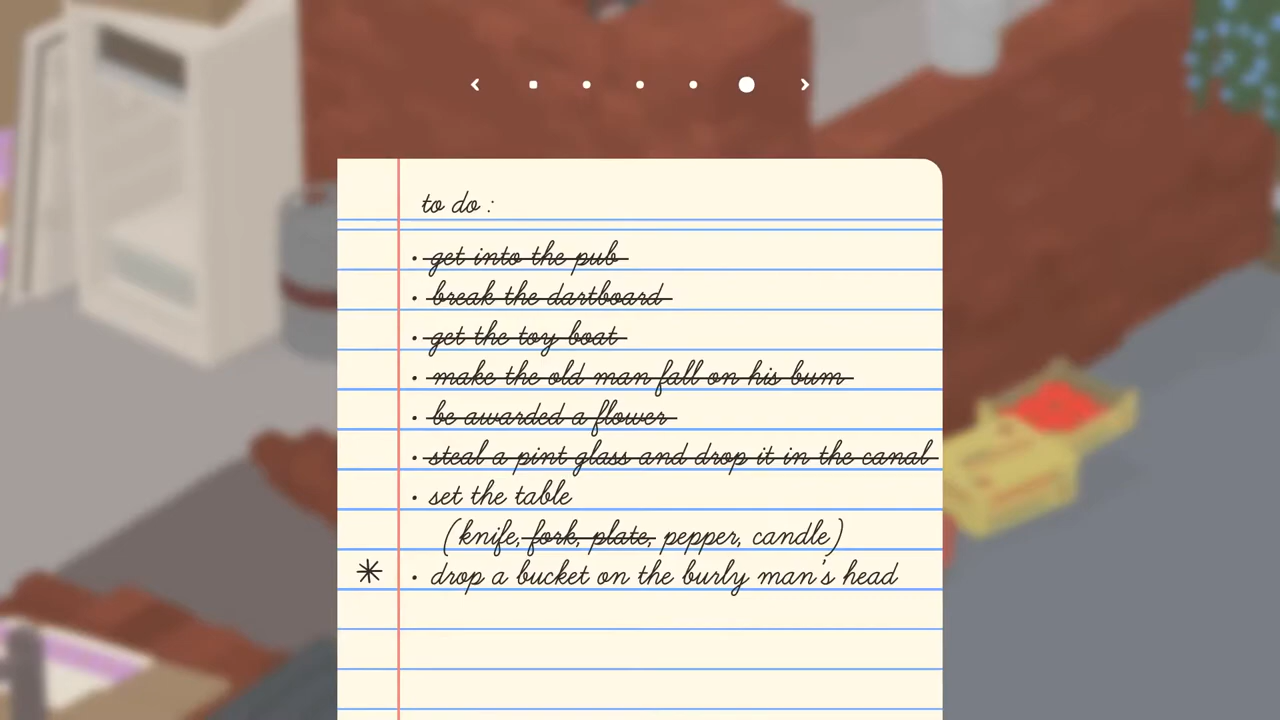 to do :
• get into the pub
• break the dartboard
• get the toy boat
• make the old man fall on his bum
• be awarded a flower
• steal a pint glass and drop it in the canal
• set the table
(knife, fork, plate, pepper, candle)
• drop a bucket on the burly man's head